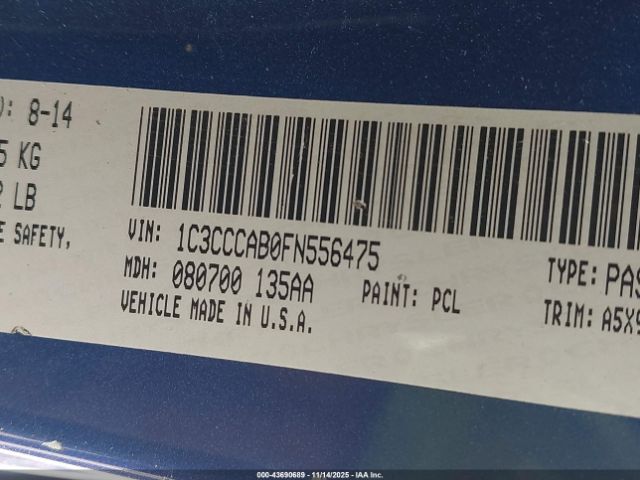 ): 8-14
5 KG
2 LB
E SAFETY,
VIN: 1C3CCCAB0FN556475
MDH: 080700 135AA
PAINT: PCL
VEHICLE MADE IN U.S.A.
TYPE: PAS
TRIM: A5X9
000-43690689 - 11/14/2025 - IAA Inc.